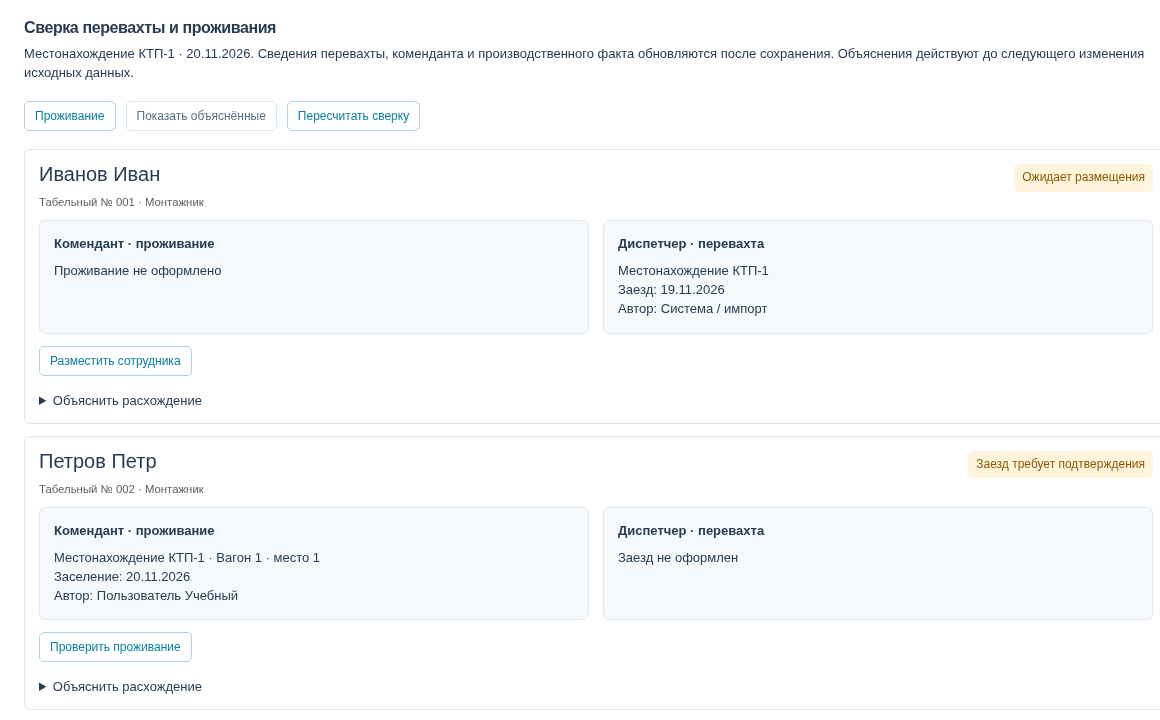 Сверка перевахты и проживания
Местонахождение КТП-1 · 20.11.2026. Сведения перевахты, коменданта и производственного факта обновляются после сохранения. Объяснения действуют до следующего изменения
исходных данных.
Проживание
Показать объяснённые
Пересчитать сверку
Иванов Иван
Ожидает размещения
Табельный № 001 · Монтажник
Комендант · проживание
Проживание не оформлено
Диспетчер · перевахта
Местонахождение КТП-1
Заезд: 19.11.2026
Автор: Система / импорт
Разместить сотрудника
Объяснить расхождение
Петров Петр
Заезд требует подтверждения
Табельный № 002 · Монтажник
Комендант · проживание
Местонахождение КТП-1 · Вагон 1 · место 1
Заселение: 20.11.2026
Автор: Пользователь Учебный
Диспетчер · перевахта
Заезд не оформлен
Проверить проживание
Объяснить расхождение